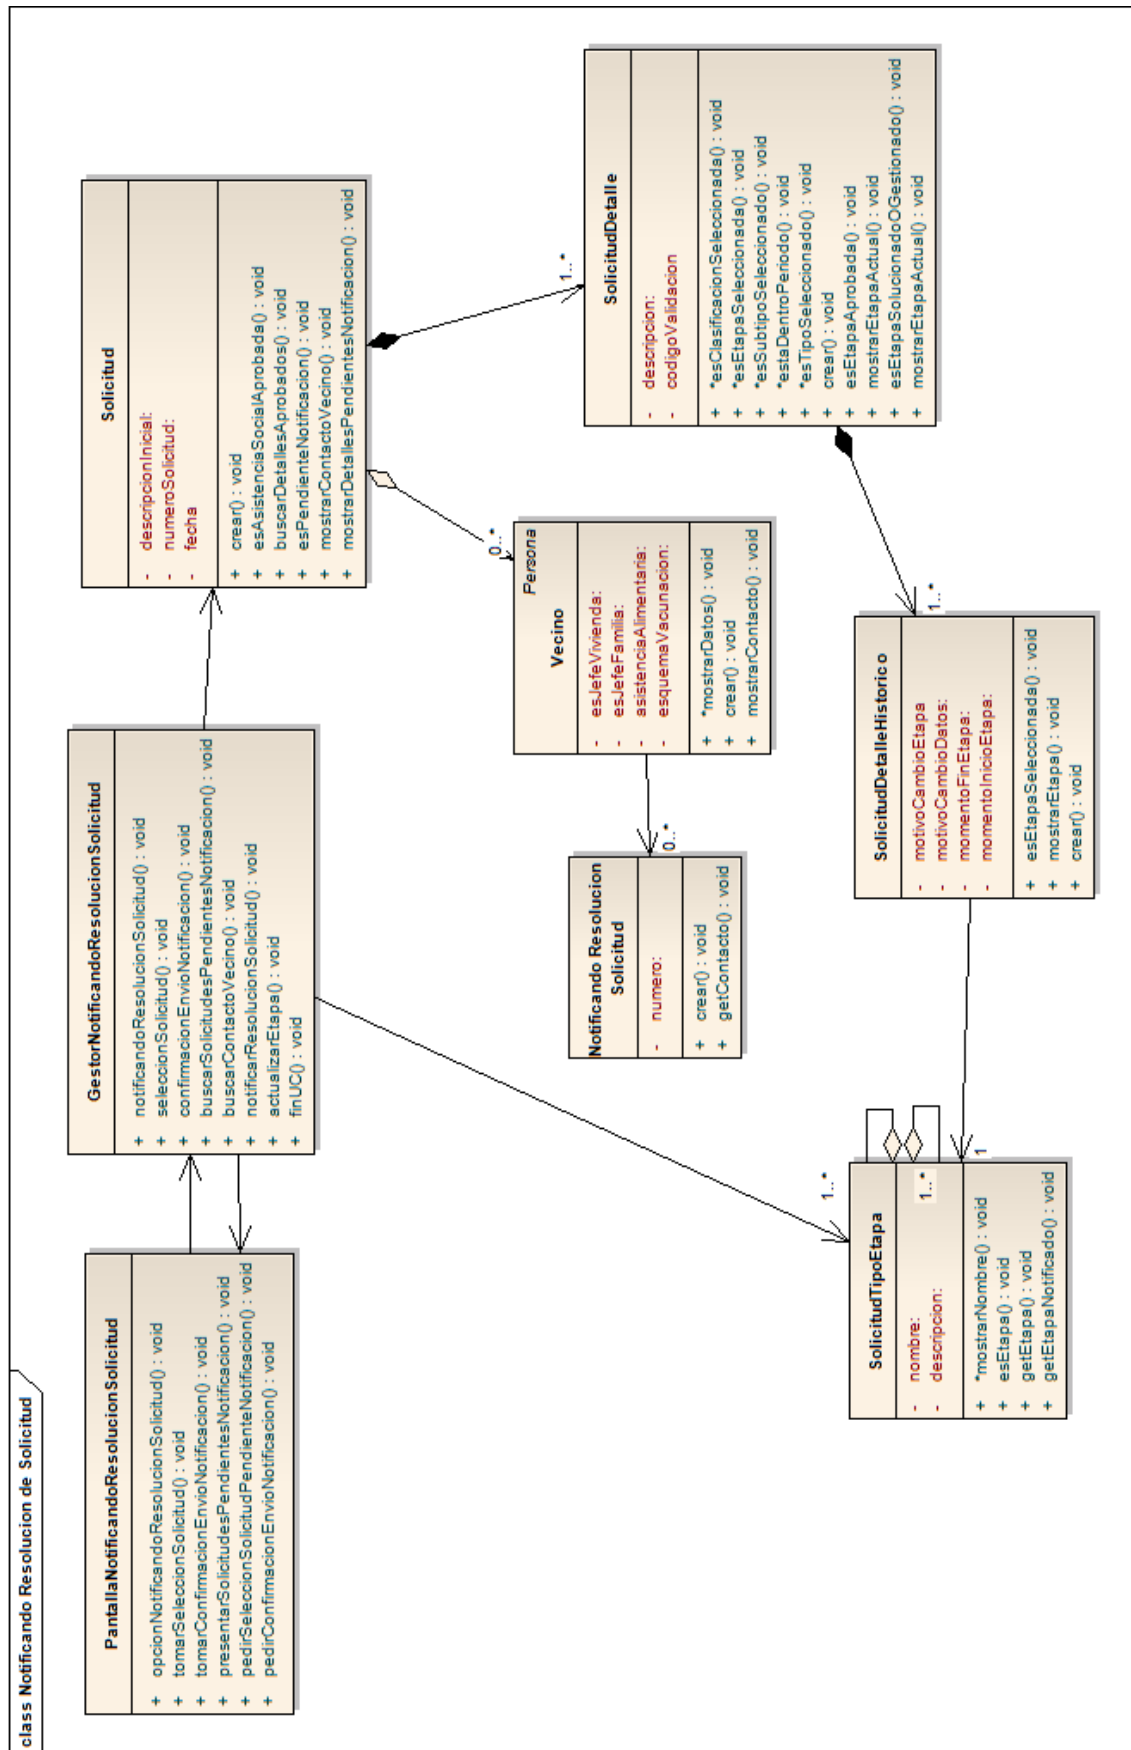 class Notificando Resolucion de Solicitud
PantallaNotificandoResolucionSolicitud
+ opcionNotificandoResolucionSolicitud() : void
+ tomarSeleccionSolicitud() : void
+ tomarConfirmacionEnvioNotificacion() : void
+ presentarSolicitudesPendientesNotificacion() : void
+ pedirSeleccionSolicitudPendienteNotificacion() : void
+ pedirConfirmacionEnvioNotificacion() : void
GestorNotificandoResolucionSolicitud
+ notificandoResolucionSolicitud() : void
+ seleccionSolicitud() : void
+ confirmacionEnvioNotificacion() : void
+ buscarSolicitudesPendientesNotificacion() : void
+ buscarContactoVecino() : void
+ notificarResolucionSolicitud() : void
+ actualizarEtapa() : void
+ finUC() : void
Solicitud
- descripcionInicial:
- numeroSolicitud:
- fecha
+ crear() : void
+ esAsistenciaSocialAprobada() : void
+ buscarDetallesAprobados() : void
+ esPendienteNotificacion() : void
+ mostrarContactoVecino() : void
+ mostrarDetallesPendientesNotificacion() : void
0..*
1..*
Persona
Vecino
- esJefeVivienda:
- esJefeFamilia:
- asistenciaAlimentaria:
- esquemaVacunacion:
+ *mostrarDatos() : void
+ crear() : void
+ mostrarContacto() : void
0..*
Notificando Resolucion
Solicitud
- numero:
+ crear() : void
+ getContacto() : void
SolicitudDetalle
- descripcion:
- codigoValidacion
+ *esClasificacionSeleccionada() : void
+ *esEtapaSeleccionada() : void
+ *esSubtipoSeleccionado() : void
+ *estaDentroPeriodo() : void
+ *esTipoSeleccionado() : void
+ crear() : void
+ esEtapaAprobada() : void
+ mostrarEtapaActual() : void
+ esEtapaSolucionadoOGestionado() : void
+ mostrarEtapaActual() : void
1..*
SolicitudDetalleHistorico
- motivoCambioEtapa
- motivoCambioDatos:
- momentoFinEtapa:
- momentoInicioEtapa:
+ esEtapaSeleccionada() : void
+ mostrarEtapa() : void
+ crear() : void
1..*
1..*
1
SolicitudTipoEtapa
- nombre:
- descripcion:
+ *mostrarNombre() : void
+ esEtapa() : void
+ getEtapa() : void
+ getEtapaNotificado() : void